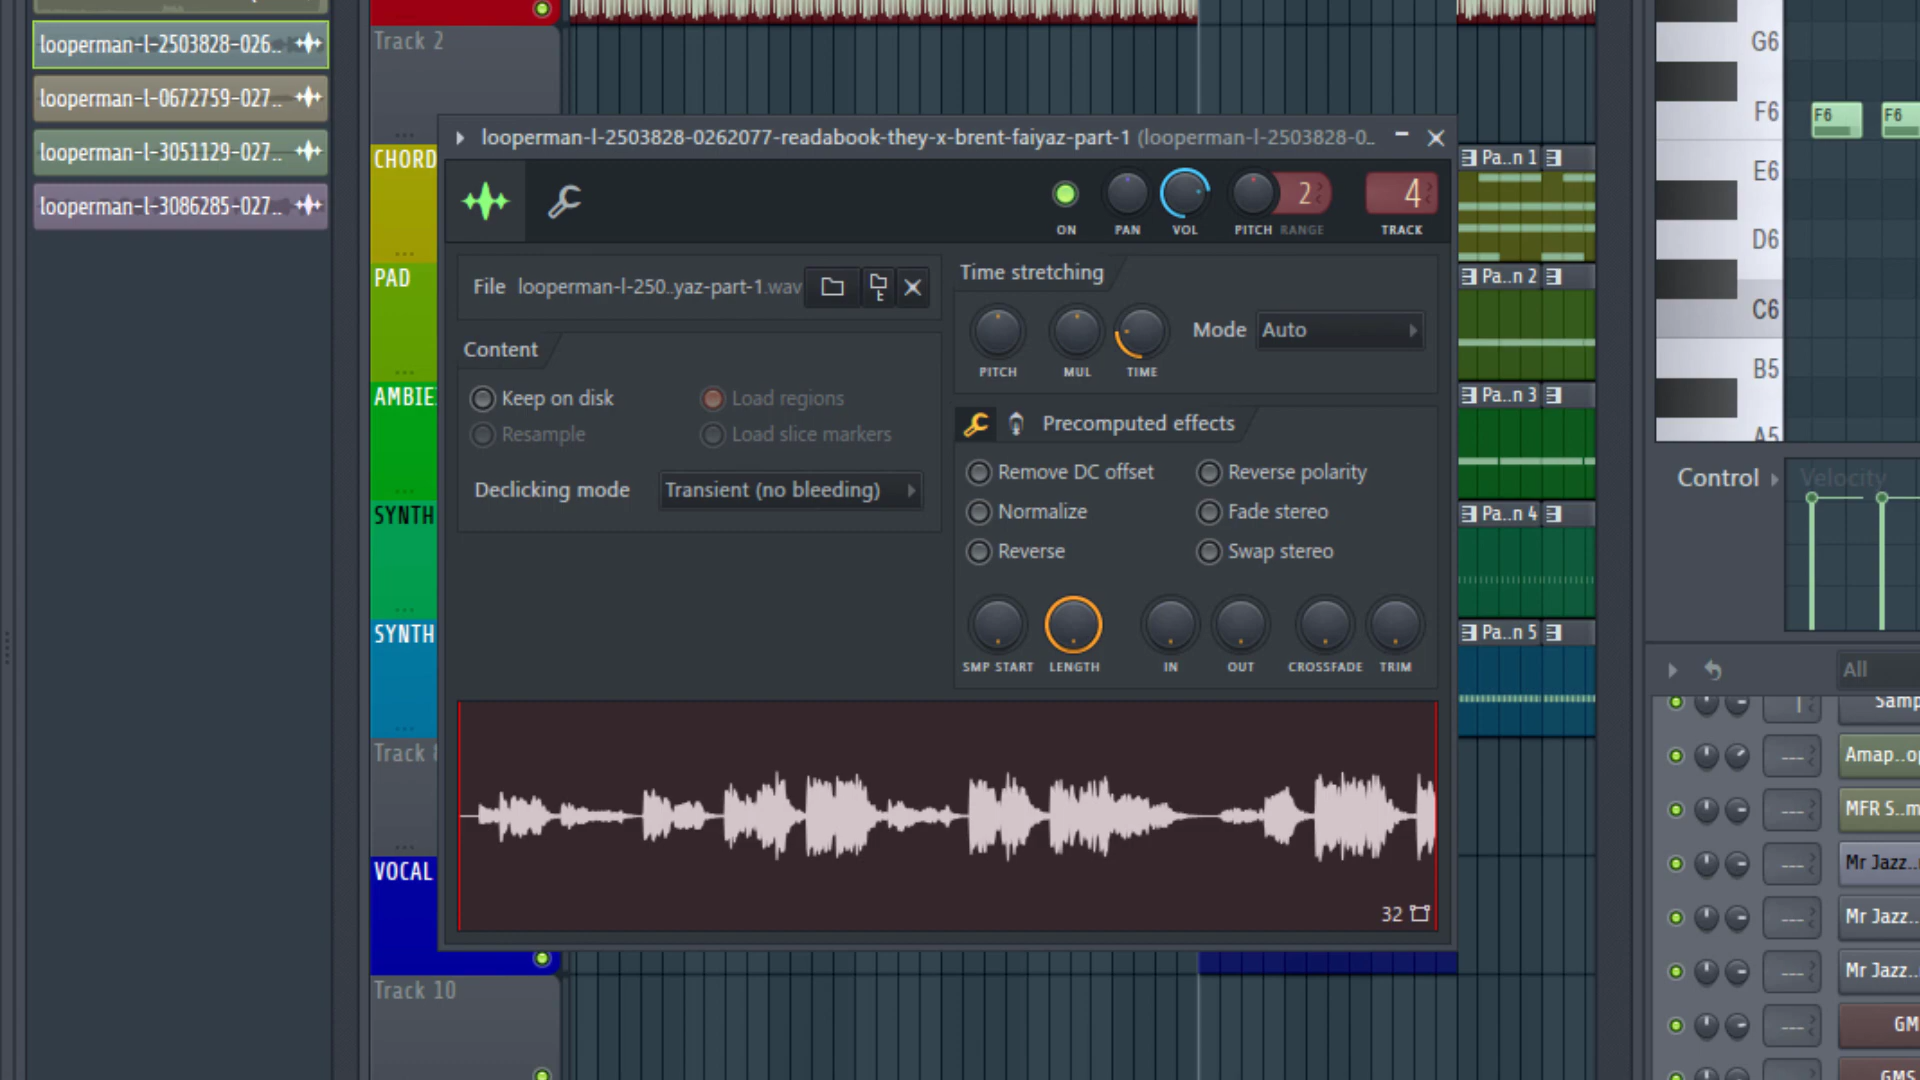 looperman-l-2503828-026..
looperman-l-0672759-027..
looperman-l-3051129-027..
looperman-l-3086285-027..
Track 2
CHORD
PAD
AMBIE
SYNTH
SYNTH
Track 8
VOCAL
Track 10
looperman-l-2503828-0262077-readabook-they-x-brent-faiyaz-part-1 (looperman-l-2503828-0…
ON
PAN
VOL
PITCH
RANGE
2
4
TRACK
File looperman-l-250..yaz-part-1.wav
Content
Keep on disk
Load regions
Resample
Load slice markers
Declicking mode
Transient (no bleeding)
Time stretching
PITCH
MUL
TIME
Mode
Auto
Precomputed effects
Remove DC offset
Reverse polarity
Normalize
Fade stereo
Reverse
Swap stereo
SMP START
LENGTH
IN
OUT
CROSSFADE
TRIM
32
Pa..n 1
Pa..n 2
Pa..n 3
Pa..n 4
Pa..n 5
G6
F6
F6
F6
E6
D6
C6
B5
A5
Control
Velocity
All
Samp
Amap..o
MFR S..m
Mr Jazz..
Mr Jazz..
Mr Jazz..
GM
GMS